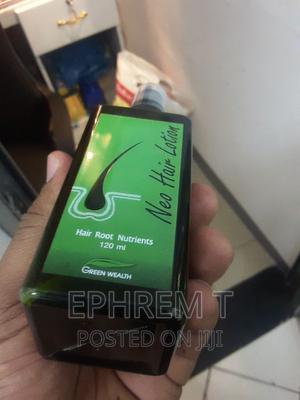 Neo Hair Lotion
Hair Root Nutrients
120 ml
GREEN WEALTH
EPHREM T
POSTED ON JIJI